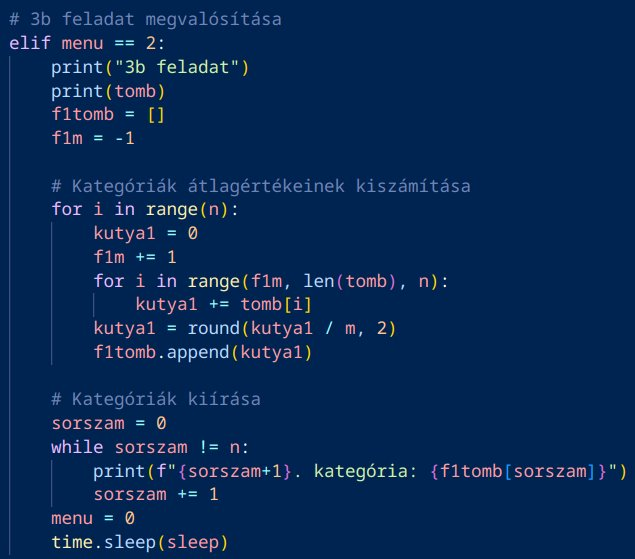 # 3b feladat megvalósítása
elif menu == 2:
    print("3b feladat")
    print(tomb)
    f1tomb = []
    f1m = -1

    # Kategóriák átlagértékeinek kiszámítása
    for i in range(n):
        kutya1 = 0
        f1m += 1
        for i in range(f1m, len(tomb), n):
            kutya1 += tomb[i]
        kutya1 = round(kutya1 / m, 2)
        f1tomb.append(kutya1)

    # Kategóriák kiírása
    sorszam = 0
    while sorszam != n:
        print(f"{sorszam+1}. kategória: {f1tomb[sorszam]}")
        sorszam += 1
    menu = 0
    time.sleep(sleep)